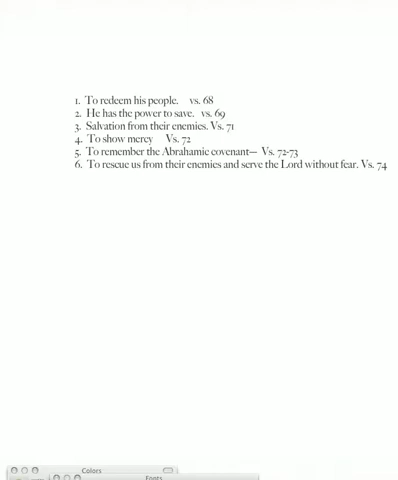 1. To redeem his people. vs. 68
2. He has the power to save. vs. 69
3. Salvation from their enemies. Vs. 71
4. To show mercy Vs. 72
5. To remember the Abrahamic covenant— Vs. 72-73
6. To rescue us from their enemies and serve the Lord without fear. Vs. 74
Colors
Fonts